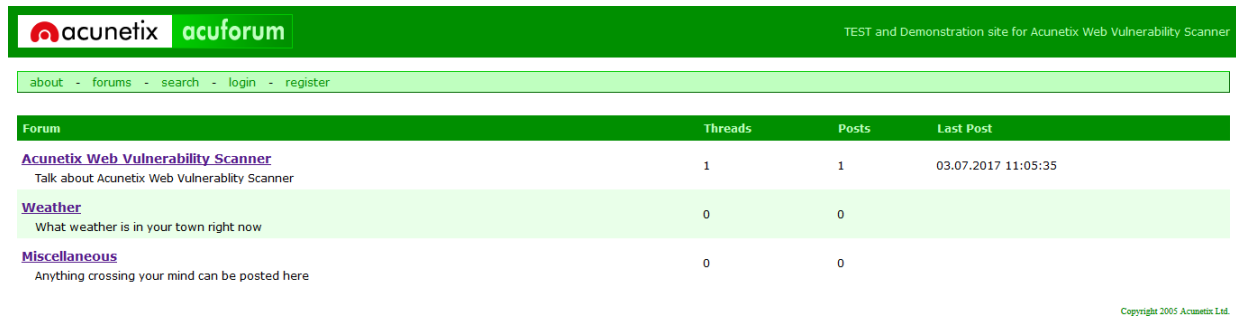 acunetix acuforum
TEST and Demonstration site for Acunetix Web Vulnerability Scanner
about - forums - search - login - register
Forum Threads Posts Last Post
Acunetix Web Vulnerability Scanner
Talk about Acunetix Web Vulnerablity Scanner
1 1 03.07.2017 11:05:35
Weather
What weather is in your town right now
0 0
Miscellaneous
Anything crossing your mind can be posted here
0 0
Copyright 2005 Acunetix Ltd.